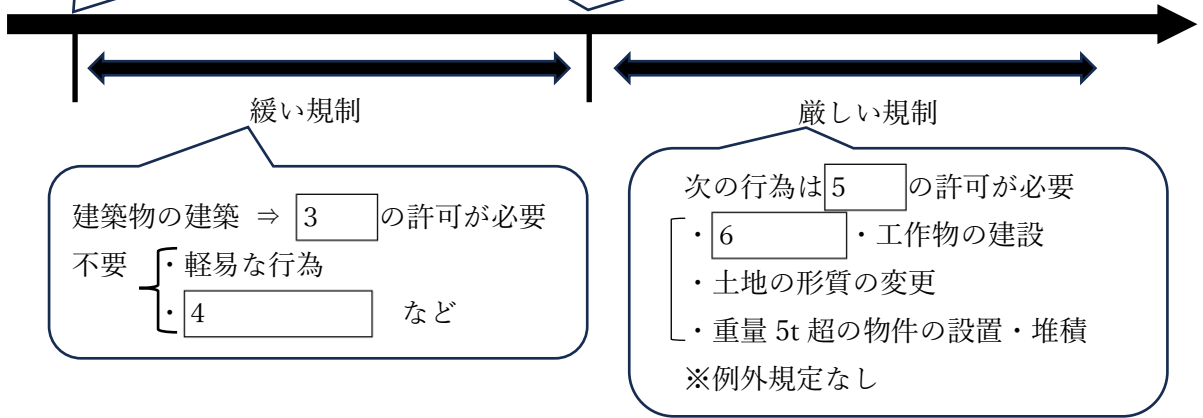 緩い規制
建築物の建築 ⇒ 3 の許可が必要
不要 ・軽易な行為
・4 など
厳しい規制
次の行為は 5 の許可が必要
・6 ・工作物の建設
・土地の形質の変更
・重量 5t 超の物件の設置・堆積
※例外規定なし